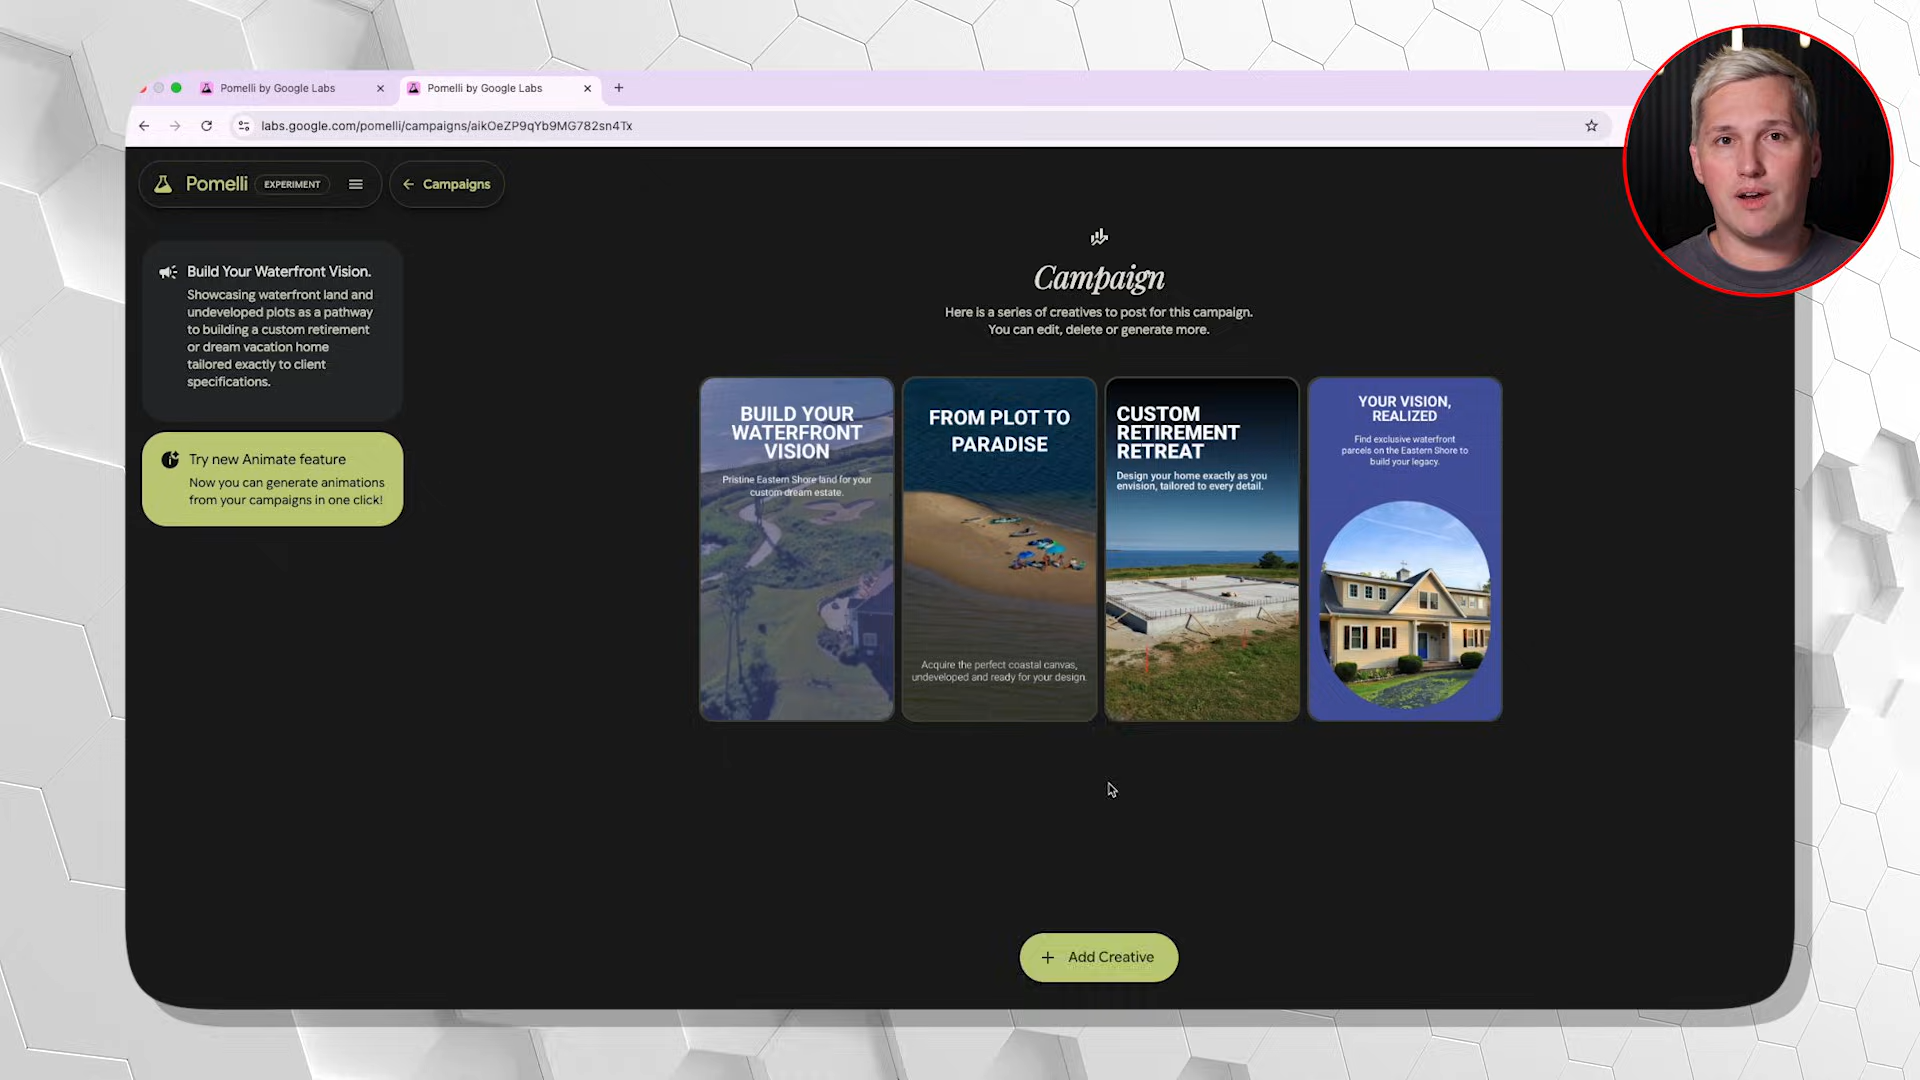 Pomelli by Google Labs
Pomelli by Google Labs
labs.google.com/pomelli/campaigns/aikOeZP9qYb9MG782sn4Tx
Pomelli
EXPERIMENT
Campaigns
Build Your Waterfront Vision.
Showcasing waterfront land and
undeveloped plots as a pathway
to building a custom retirement
or dream vacation home
tailored exactly to client
specifications.
Try new Animate feature
Now you can generate animations
from your campaigns in one click!
Campaign
Here is a series of creatives to post for this campaign.
You can edit, delete or generate more.
BUILD YOUR
WATERFRONT
VISION
Pristine Eastern Shore land for your
custom dream estate.
FROM PLOT TO
PARADISE
Acquire the perfect coastal canvas,
undeveloped and ready for your design.
CUSTOM
RETIREMENT
RETREAT
Design your home exactly as you
envision, tailored to every detail.
YOUR VISION,
REALIZED
Find exclusive waterfront
parcels on the Eastern Shore to
build your legacy.
Add Creative